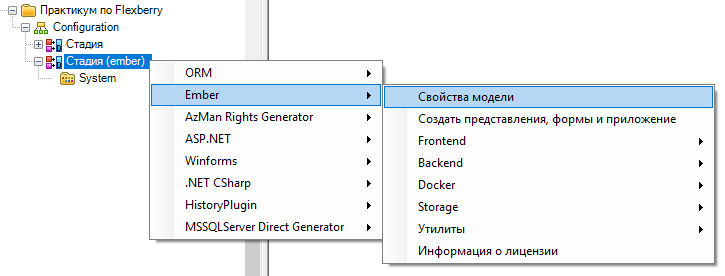 Практикум по Flexberry
Configuration
Стадия
Стадия (ember)
System
ORM
Ember
AzMan Rights Generator
ASP.NET
Winforms
.NET CSharp
HistoryPlugin
MSSQLServer Direct Generator
Свойства модели
Создать представления, формы и приложение
Frontend
Backend
Docker
Storage
Утилиты
Информация о лицензии